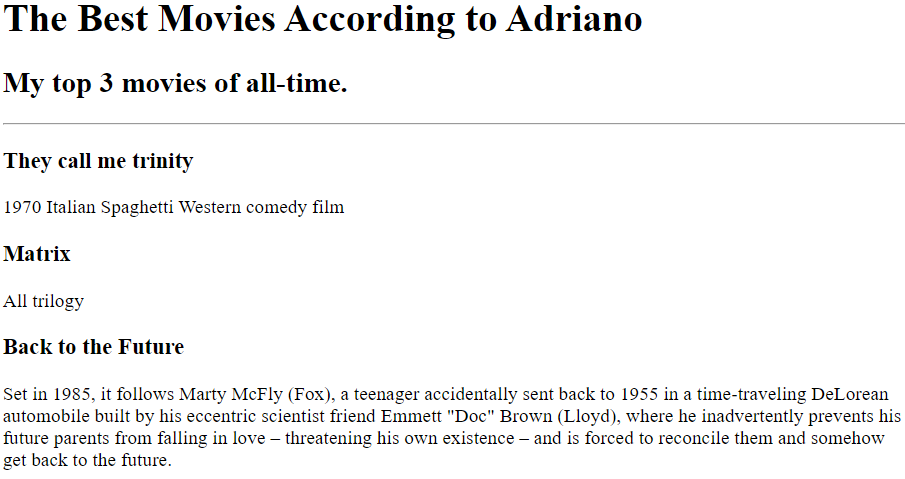 The Best Movies According to Adriano
My top 3 movies of all-time.
They call me trinity
1970 Italian Spaghetti Western comedy film
Matrix
All trilogy
Back to the Future
Set in 1985, it follows Marty McFly (Fox), a teenager accidentally sent back to 1955 in a time-traveling DeLorean
automobile built by his eccentric scientist friend Emmett "Doc" Brown (Lloyd), where he inadvertently prevents his
future parents from falling in love – threatening his own existence – and is forced to reconcile them and somehow
get back to the future.